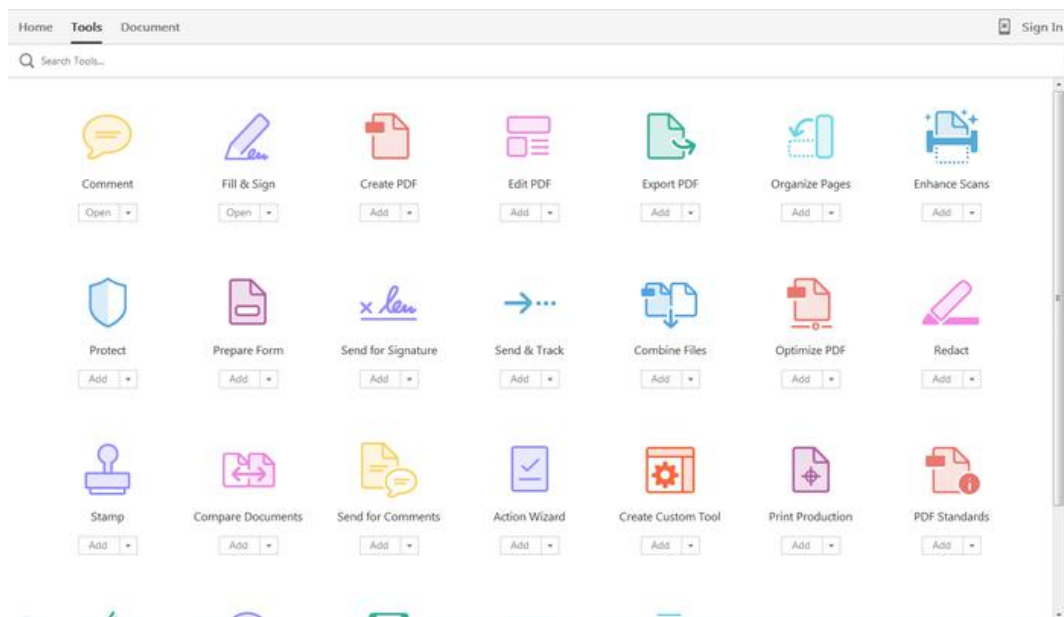 Home Tools Document Sign In
Search Tools...
Comment Fill & Sign Create PDF Edit PDF Export PDF Organize Pages Enhance Scans
Open Open Add Add Add Add Add
Protect Prepare Form Send for Signature Send & Track Combine Files Optimize PDF Redact
Add Add Add Add Add Add Add
Stamp Compare Documents Send for Comments Action Wizard Create Custom Tool Print Production PDF Standards
Add Add Add Add Add Add Add